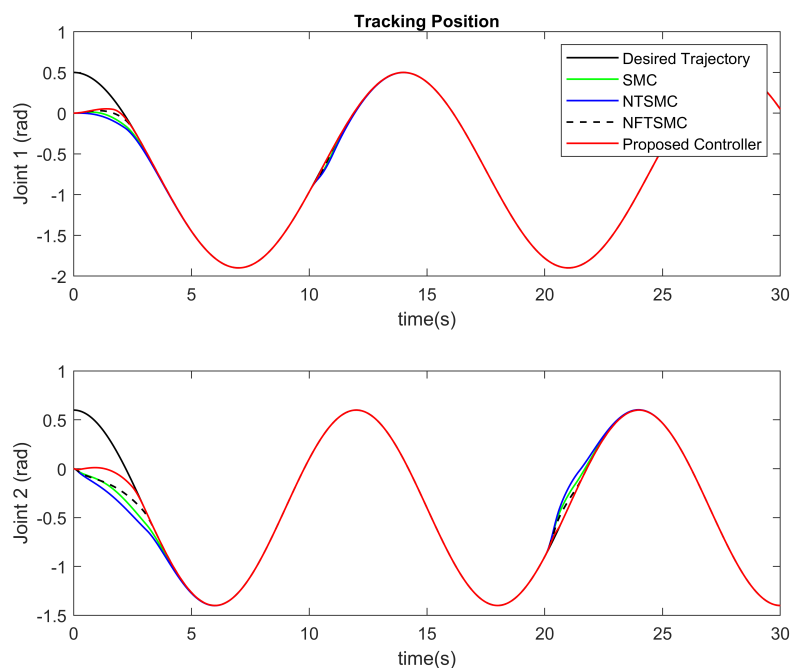 Tracking Position
1
0.5
0
-0.5
-1
-1.5
-2
Joint 1 (rad)
Desired Trajectory
SMC
NTSMC
NFTSMC
Proposed Controller
0 5 10 15 20 25 30
time(s)
1
0.5
0
-0.5
-1
-1.5
Joint 2 (rad)
0 5 10 15 20 25 30
time(s)